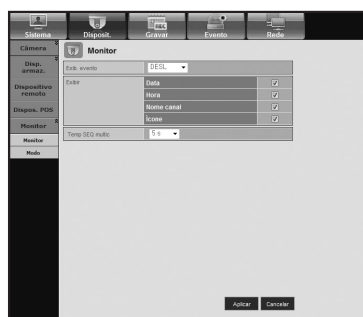 Sistema Disposit. Gravar Evento Rede
Câmera
Disp. armaz.
Dispositivo remoto
Dispos. POS
Monitor
Monitor
Modo
Monitor
Exib. evento DESL
Exibir Data
Hora
Nome canal
Ícone
Temp SEQ multic 5 s
Aplicar Cancelar